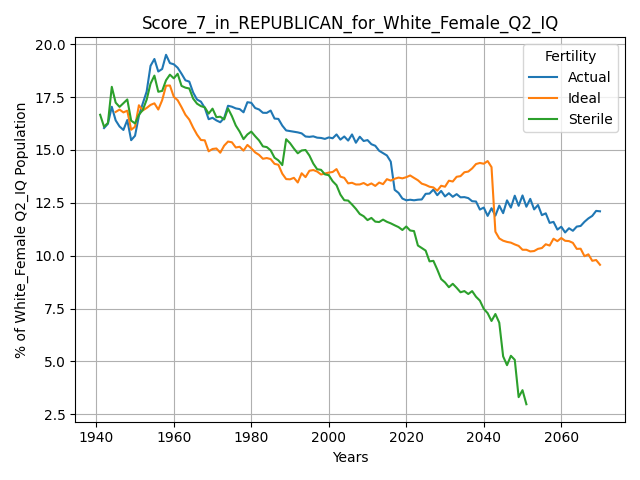 Score_7_in_REPUBLICAN_for_White_Female_Q2_IQ
Fertility
Actual
Ideal
Sterile
% of White_Female Q2_IQ Population
20.0
17.5
15.0
12.5
10.0
7.5
5.0
2.5
1940
1960
1980
2000
2020
2040
2060
Years